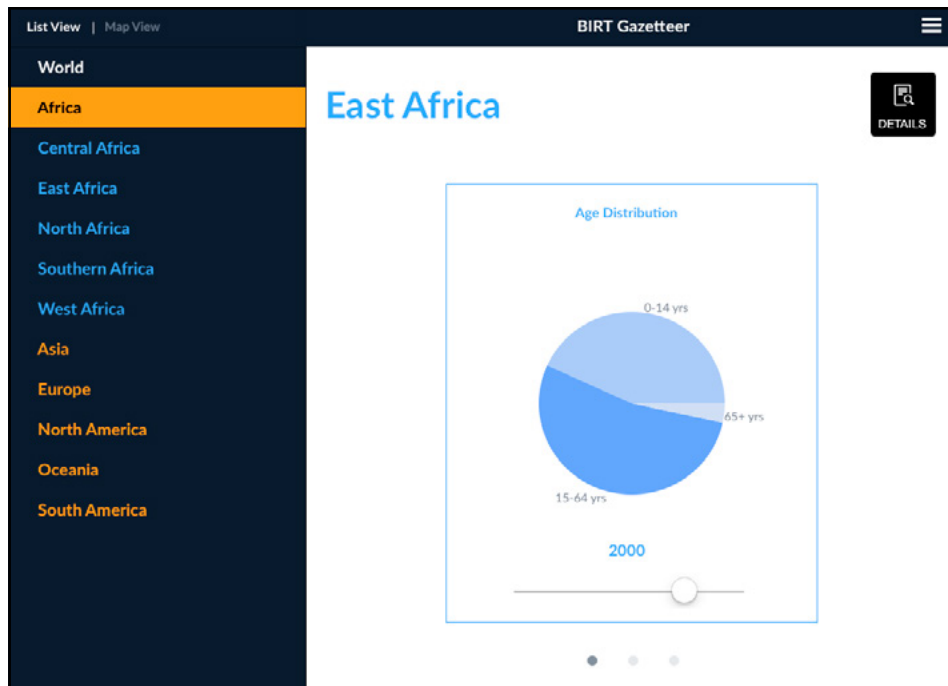 List View | Map View
BIRT Gazetteer
World
Africa
Central Africa
East Africa
North Africa
Southern Africa
West Africa
Asia
Europe
North America
Oceania
South America
East Africa
DETAILS
Age Distribution
0-14 yrs
65+ yrs
15-64 yrs
2000